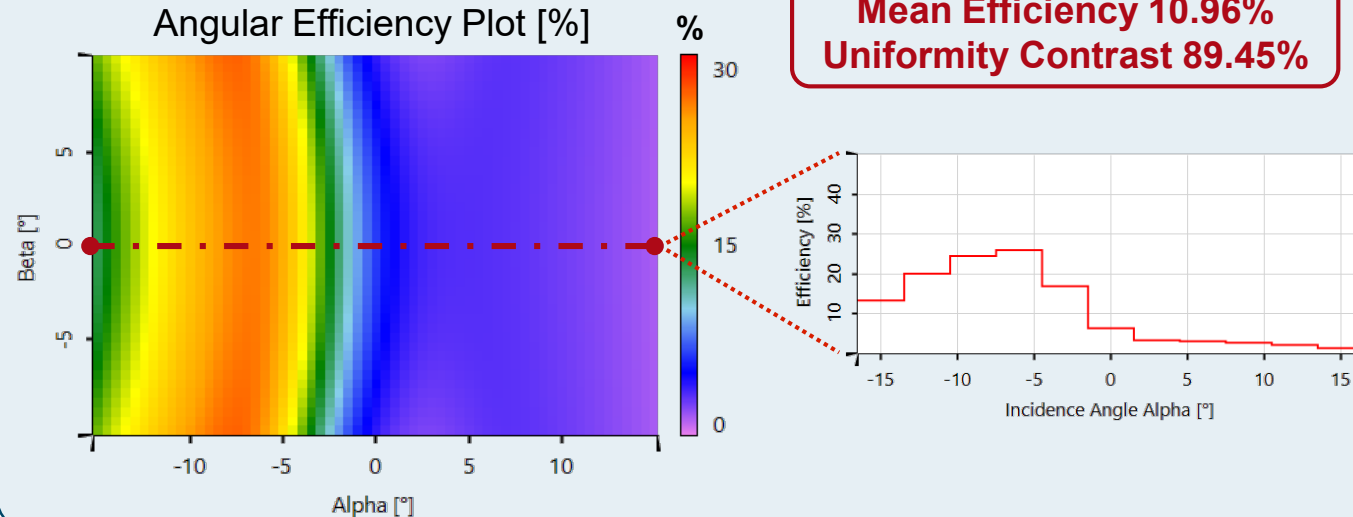 Angular Efficiency Plot [%]
%
Mean Efficiency 10.96%
Uniformity Contrast 89.45%
30
15
0
5
0
-5
Beta [°]
-10 -5 0 5 10
Alpha [°]
40
30
20
10
Efficiency [%]
-15 -10 -5 0 5 10 15
Incidence Angle Alpha [°]